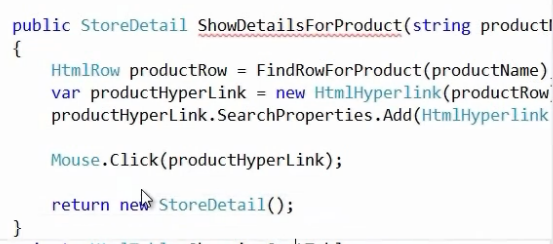 public StoreDetail ShowDetailsForProduct(string
{
HtmlRow productRow = FindRowForProduct(productName)
var productHyperLink = new HtmlHyperlink(productRow
productHyperLink.SearchProperties.Add(HtmlHyperlink
Mouse.Click(productHyperLink);
return new StoreDetail();
}